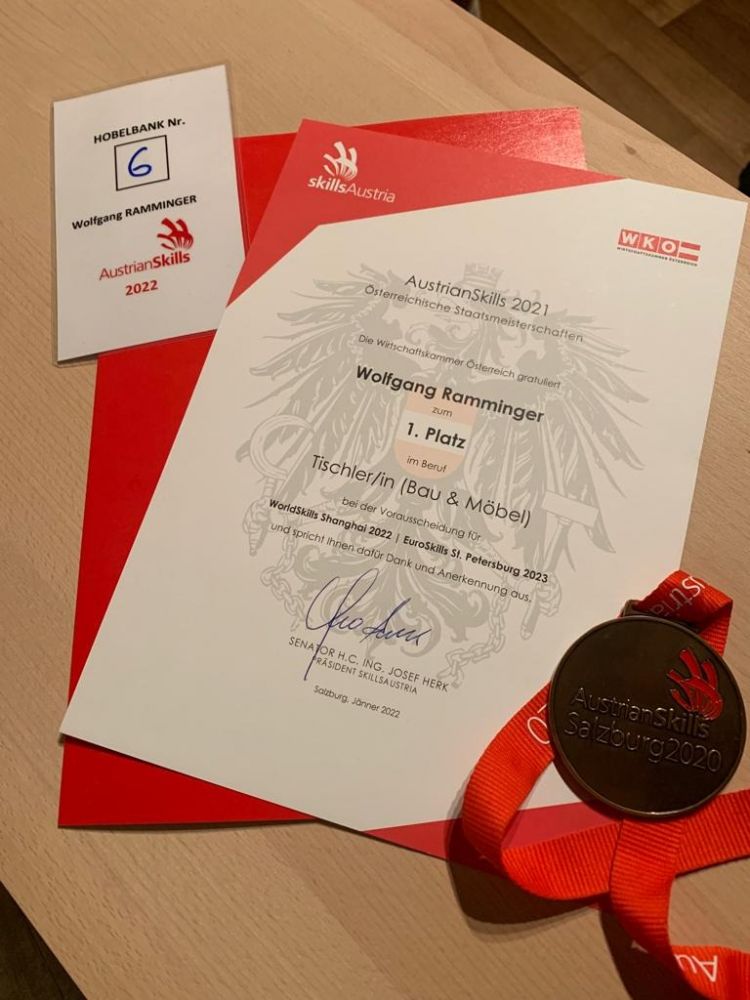 HOBELBANK Nr.
6
Wolfgang RAMMINGER
AustrianSkills
2022
skillsAustria
WKO
WIRTSCHAFTSKAMMER ÖSTERREICH
AustrianSkills 2021
Österreichische Staatsmeisterschaften
Die Wirtschaftskammer Österreich gratuliert
Wolfgang Ramminger
zum
1. Platz
im Beruf
Tischler/in (Bau & Möbel)
bei der Vorausscheidung für
WorldSkills Shanghai 2022 | EuroSkills St. Petersburg 2023
und spricht Ihnen dafür Dank und Anerkennung aus.
SENATOR H.C. ING. JOSEF HERK
PRÄSIDENT SKILLSAUSTRIA
Salzburg, Jänner 2022
AustrianSkills
Salzburg2020